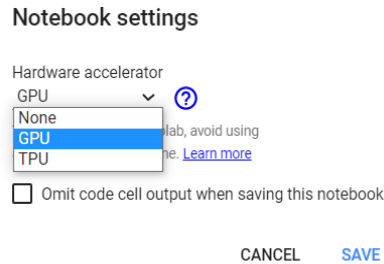 Notebook settings
Hardware accelerator
GPU
None
GPU
TPU
olab, avoid using
ne. Learn more
Omit code cell output when saving this notebook
CANCEL SAVE